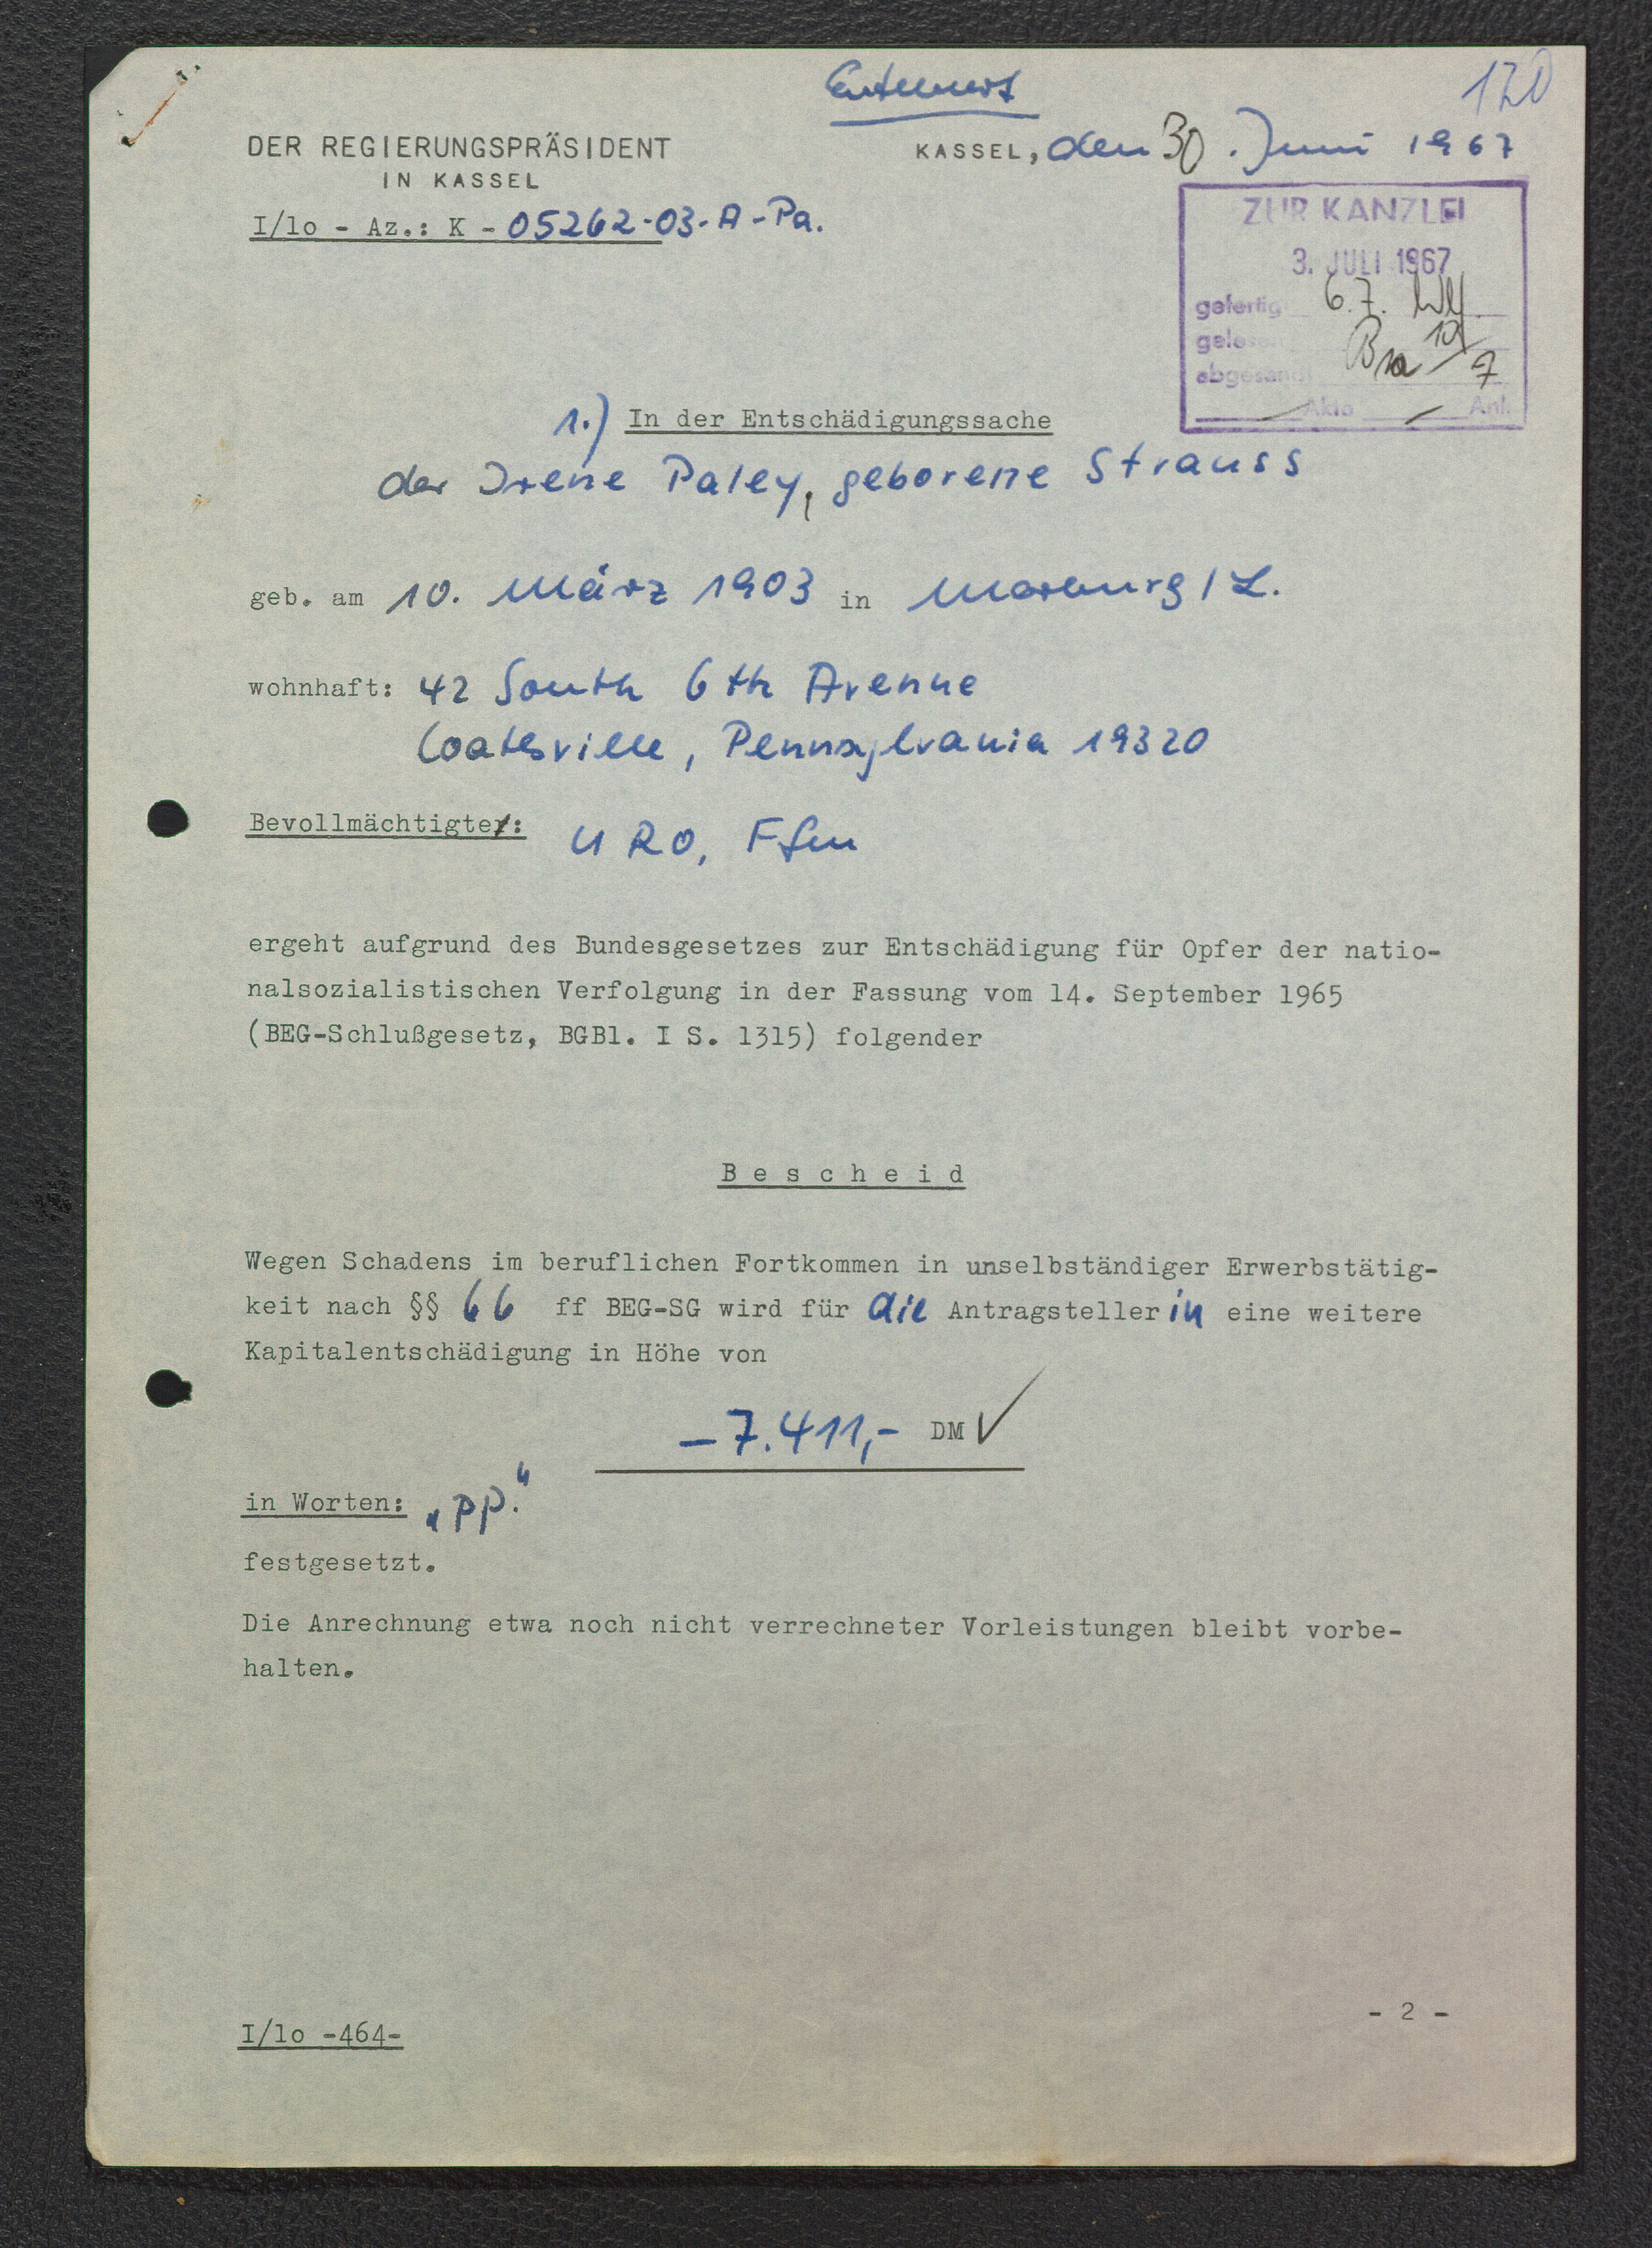 Entwurf
120
DER REGIERUNGSPRÄSIDENT
IN KASSEL
KASSEL, den 30. Juni 1967
I/lo - Az.: K - 05262-03-A-Pa.
ZUR KANZLEI
3. JULI 1967
gefertigt 6.7.
gelesen
abgesandt
Akte Anl.
1.) In der Entschädigungssache
der Irene Paley, geborene Strauss
geb. am 10. März 1903 in Marburg/L.
wohnhaft: 42 South 6th Avenue
Coatesville, Pennsylvania 19320
Bevollmächtigte:
URO, Ffm
ergeht aufgrund des Bundesgesetzes zur Entschädigung für Opfer der natio-
nalsozialistischen Verfolgung in der Fassung vom 14. September 1965
(BEG-Schlußgesetz, BGBl. I S. 1315) folgender
B e s c h e i d
Wegen Schadens im beruflichen Fortkommen in unselbständiger Erwerbstätig-
keit nach §§ 66 ff BEG-SG wird für die Antragstellerin eine weitere
Kapitalentschädigung in Höhe von
-7.411,- DM
in Worten: "pp."
festgesetzt.
Die Anrechnung etwa noch nicht verrechneter Vorleistungen bleibt vorbe-
halten.
- 2 -
I/lo -464-